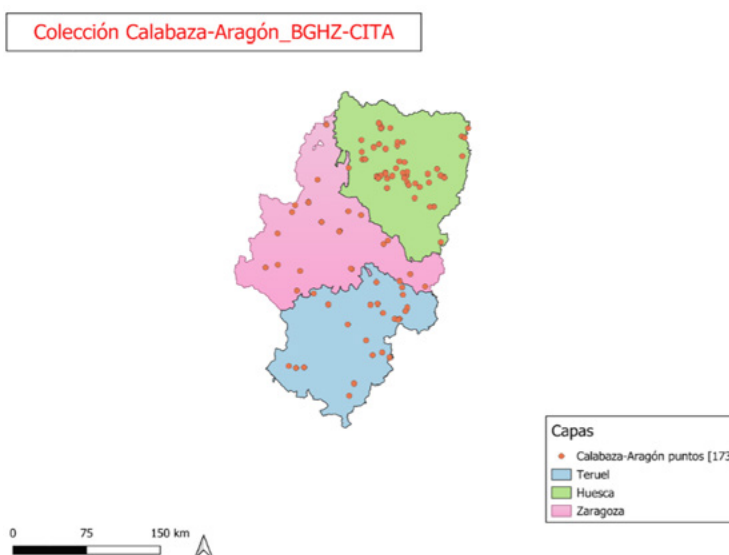 Colección Calabaza-Aragón_BGHZ-CITA
Capas
Calabaza-Aragón puntos [173
Teruel
Huesca
Zaragoza
0 75 150 km